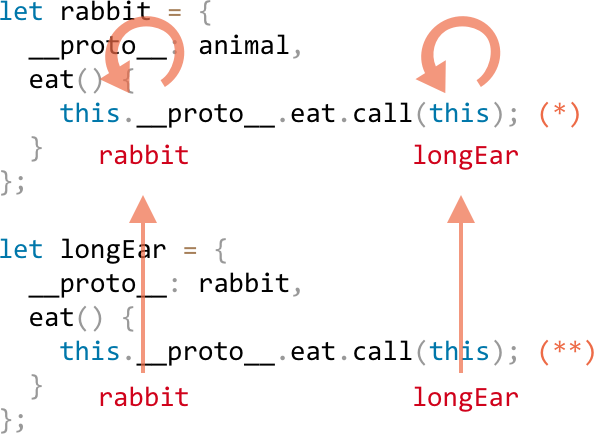 let rabbit = {
  __proto__: animal,
  eat() {
    this.__proto__.eat.call(this); (*)
  }
rabbit longEar
};
let longEar = {
  __proto__: rabbit,
  eat() {
    this.__proto__.eat.call(this); (**)
  }
rabbit longEar
};